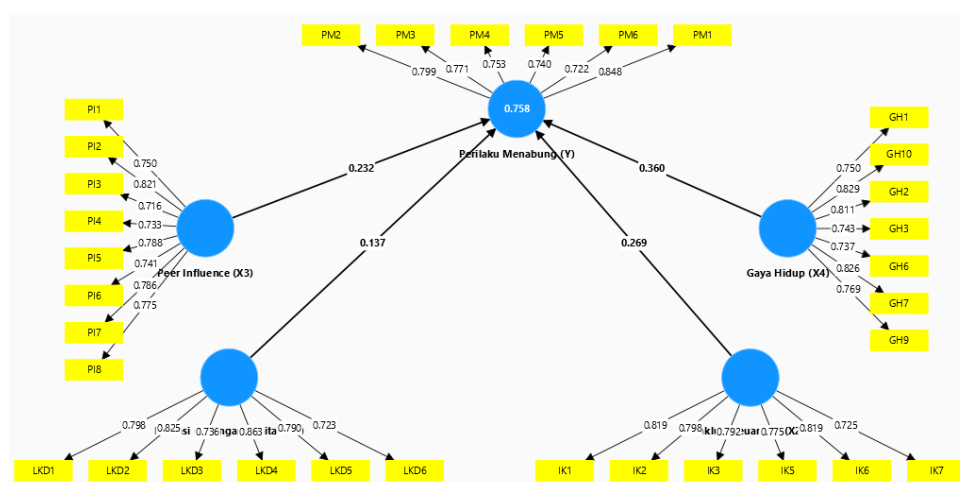 PM2 PM3 PM4 PM5 PM6 PM1
0.799 0.771 0.753 0.740 0.722 0.848
0.758
Perilaku Menabung (Y)
PI1
PI2
PI3
PI4
PI5
PI6
PI7
PI8
0.750
0.821
0.716
0.733
0.788
0.741
0.786
0.775
Peer Influence (X3)
0.232
0.137
0.360
0.269
GH1
GH10
GH2
GH3
GH6
GH7
GH9
0.750
0.829
0.811
0.743
0.737
0.826
0.769
Gaya Hidup (X4)
0.798 0.825 0.736 0.863 0.790 0.723
LKD1 LKD2 LKD3 LKD4 LKD5 LKD6
0.819 0.798 0.792 0.775 0.819 0.725
IK1 IK2 IK3 IK5 IK6 IK7